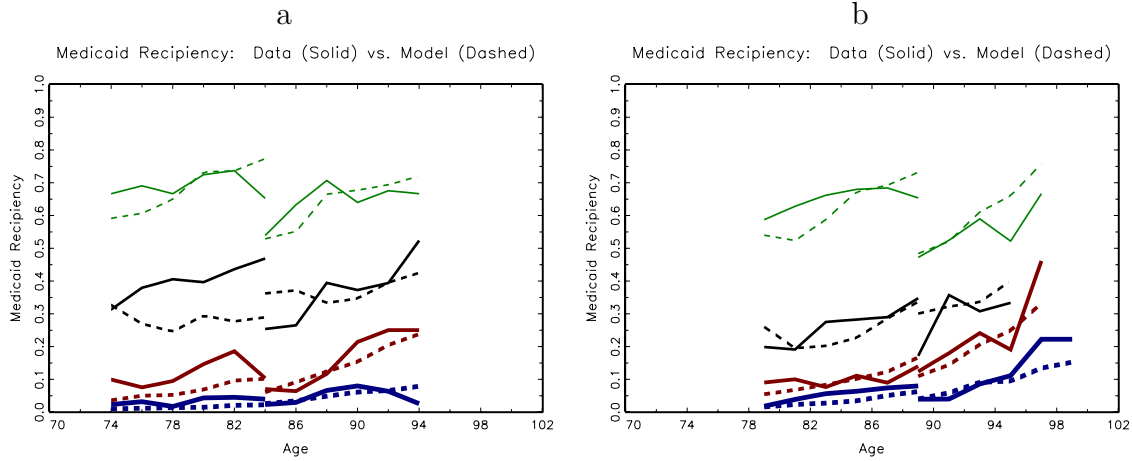 a
b
Medicaid Recipiency: Data (Solid) vs. Model (Dashed)
Medicaid Recipiency: Data (Solid) vs. Model (Dashed)
Medicaid Recipiency
1.0
0.9
0.8
0.7
0.6
0.5
0.4
0.3
0.2
0.1
0.0
70 74 78 82 86 90 94 98 102
Age
Medicaid Recipiency
1.0
0.9
0.8
0.7
0.6
0.5
0.4
0.3
0.2
0.1
0.0
70 74 78 82 86 90 94 98 102
Age